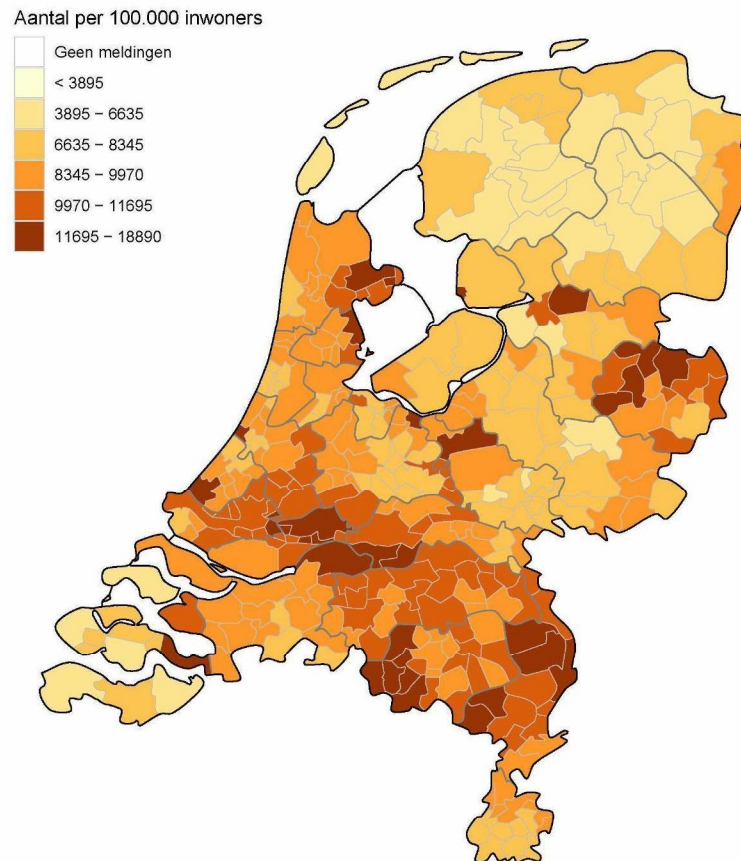 Aantal per 100.000 inwoners
Geen meldingen
< 3895
3895 – 6635
6635 – 8345
8345 – 9970
9970 – 11695
11695 – 18890